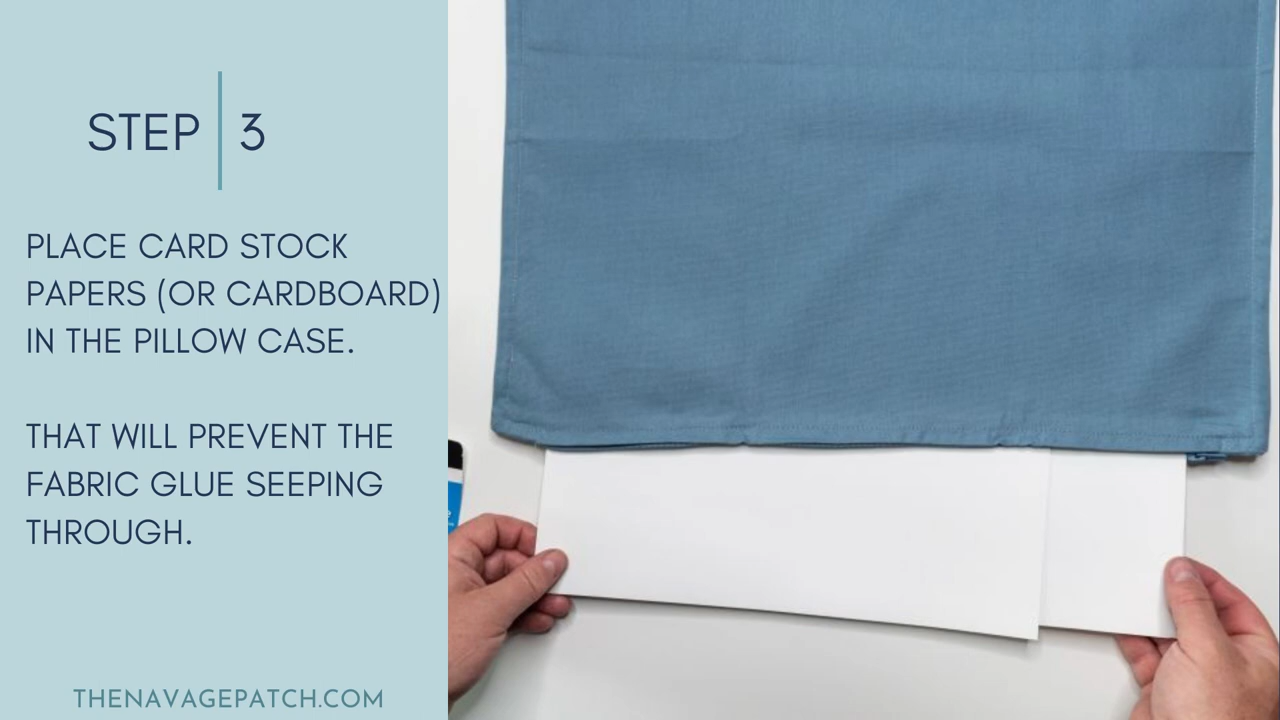 STEP 3
PLACE CARD STOCK
PAPERS (OR CARDBOARD)
IN THE PILLOW CASE.
THAT WILL PREVENT THE
FABRIC GLUE SEEPING
THROUGH.
THENAVAGEPATCH.COM